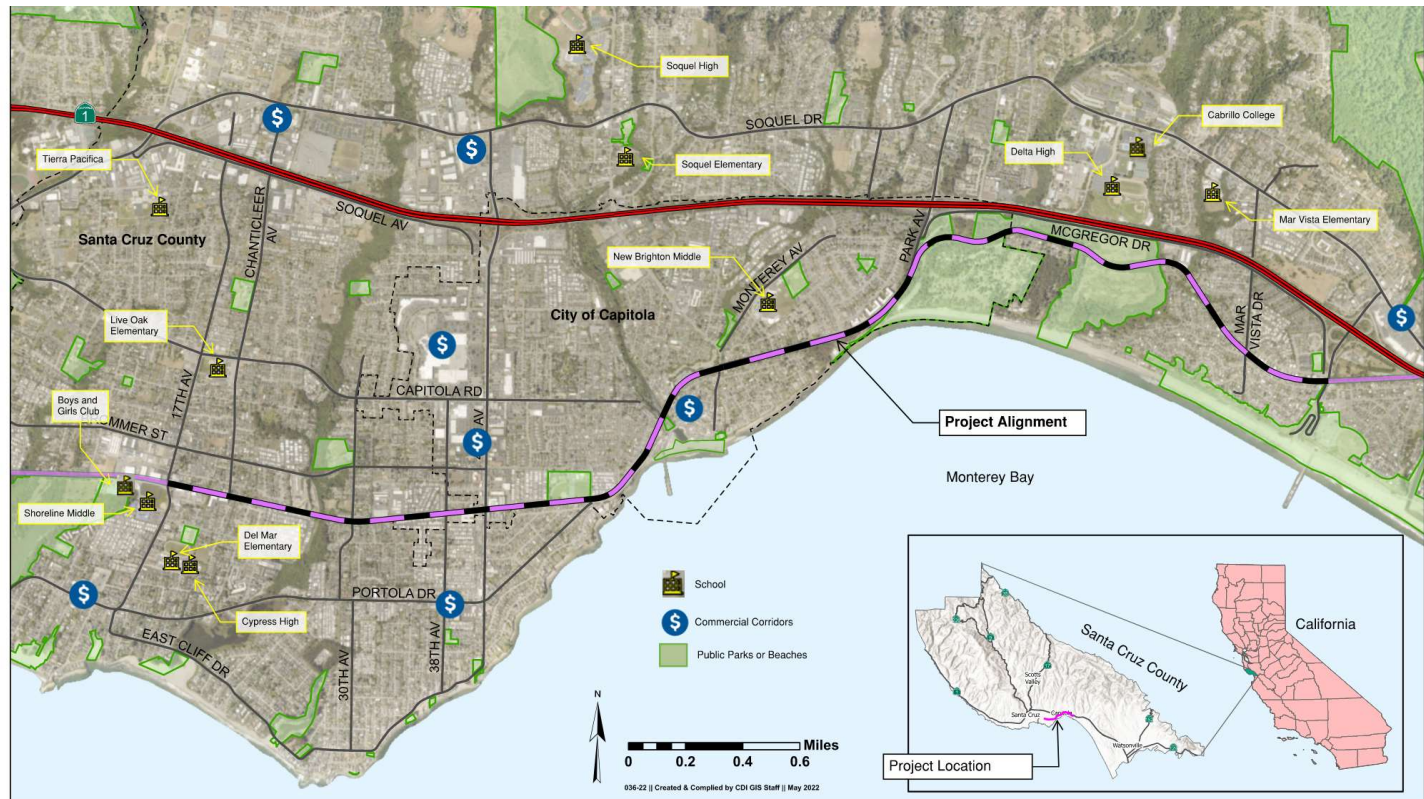 Soquel High
SOQUEL DR
Cabrillo College
1
Delta High
Tierra Pacifica
Soquel Elementary
Mar Vista Elementary
SOQUEL AV
CHANTICLEER
AV
Santa Cruz County
PARK AV
MCGREGOR DR
New Brighton Middle
MONTEREY AV
Live Oak
Elementary
City of Capitola
MAR
VISTA DR
17TH AV
CAPITOLA RD
Boys and
Girls Club
AV
Project Alignment
Monterey Bay
Shoreline Middle
Del Mar
Elementary
School
PORTOLA DR
Commercial Corridors
Cypress High
EAST CLIFF DR
38TH AV
30TH AV
Public Parks or Beaches
N
Miles
0 0.2 0.4 0.6
036-22 || Created & Complied by CDI GIS Staff || May 2022
Santa Cruz County
California
Scotts
Valley
Santa Cruz
Capitola
Watsonville
Project Location